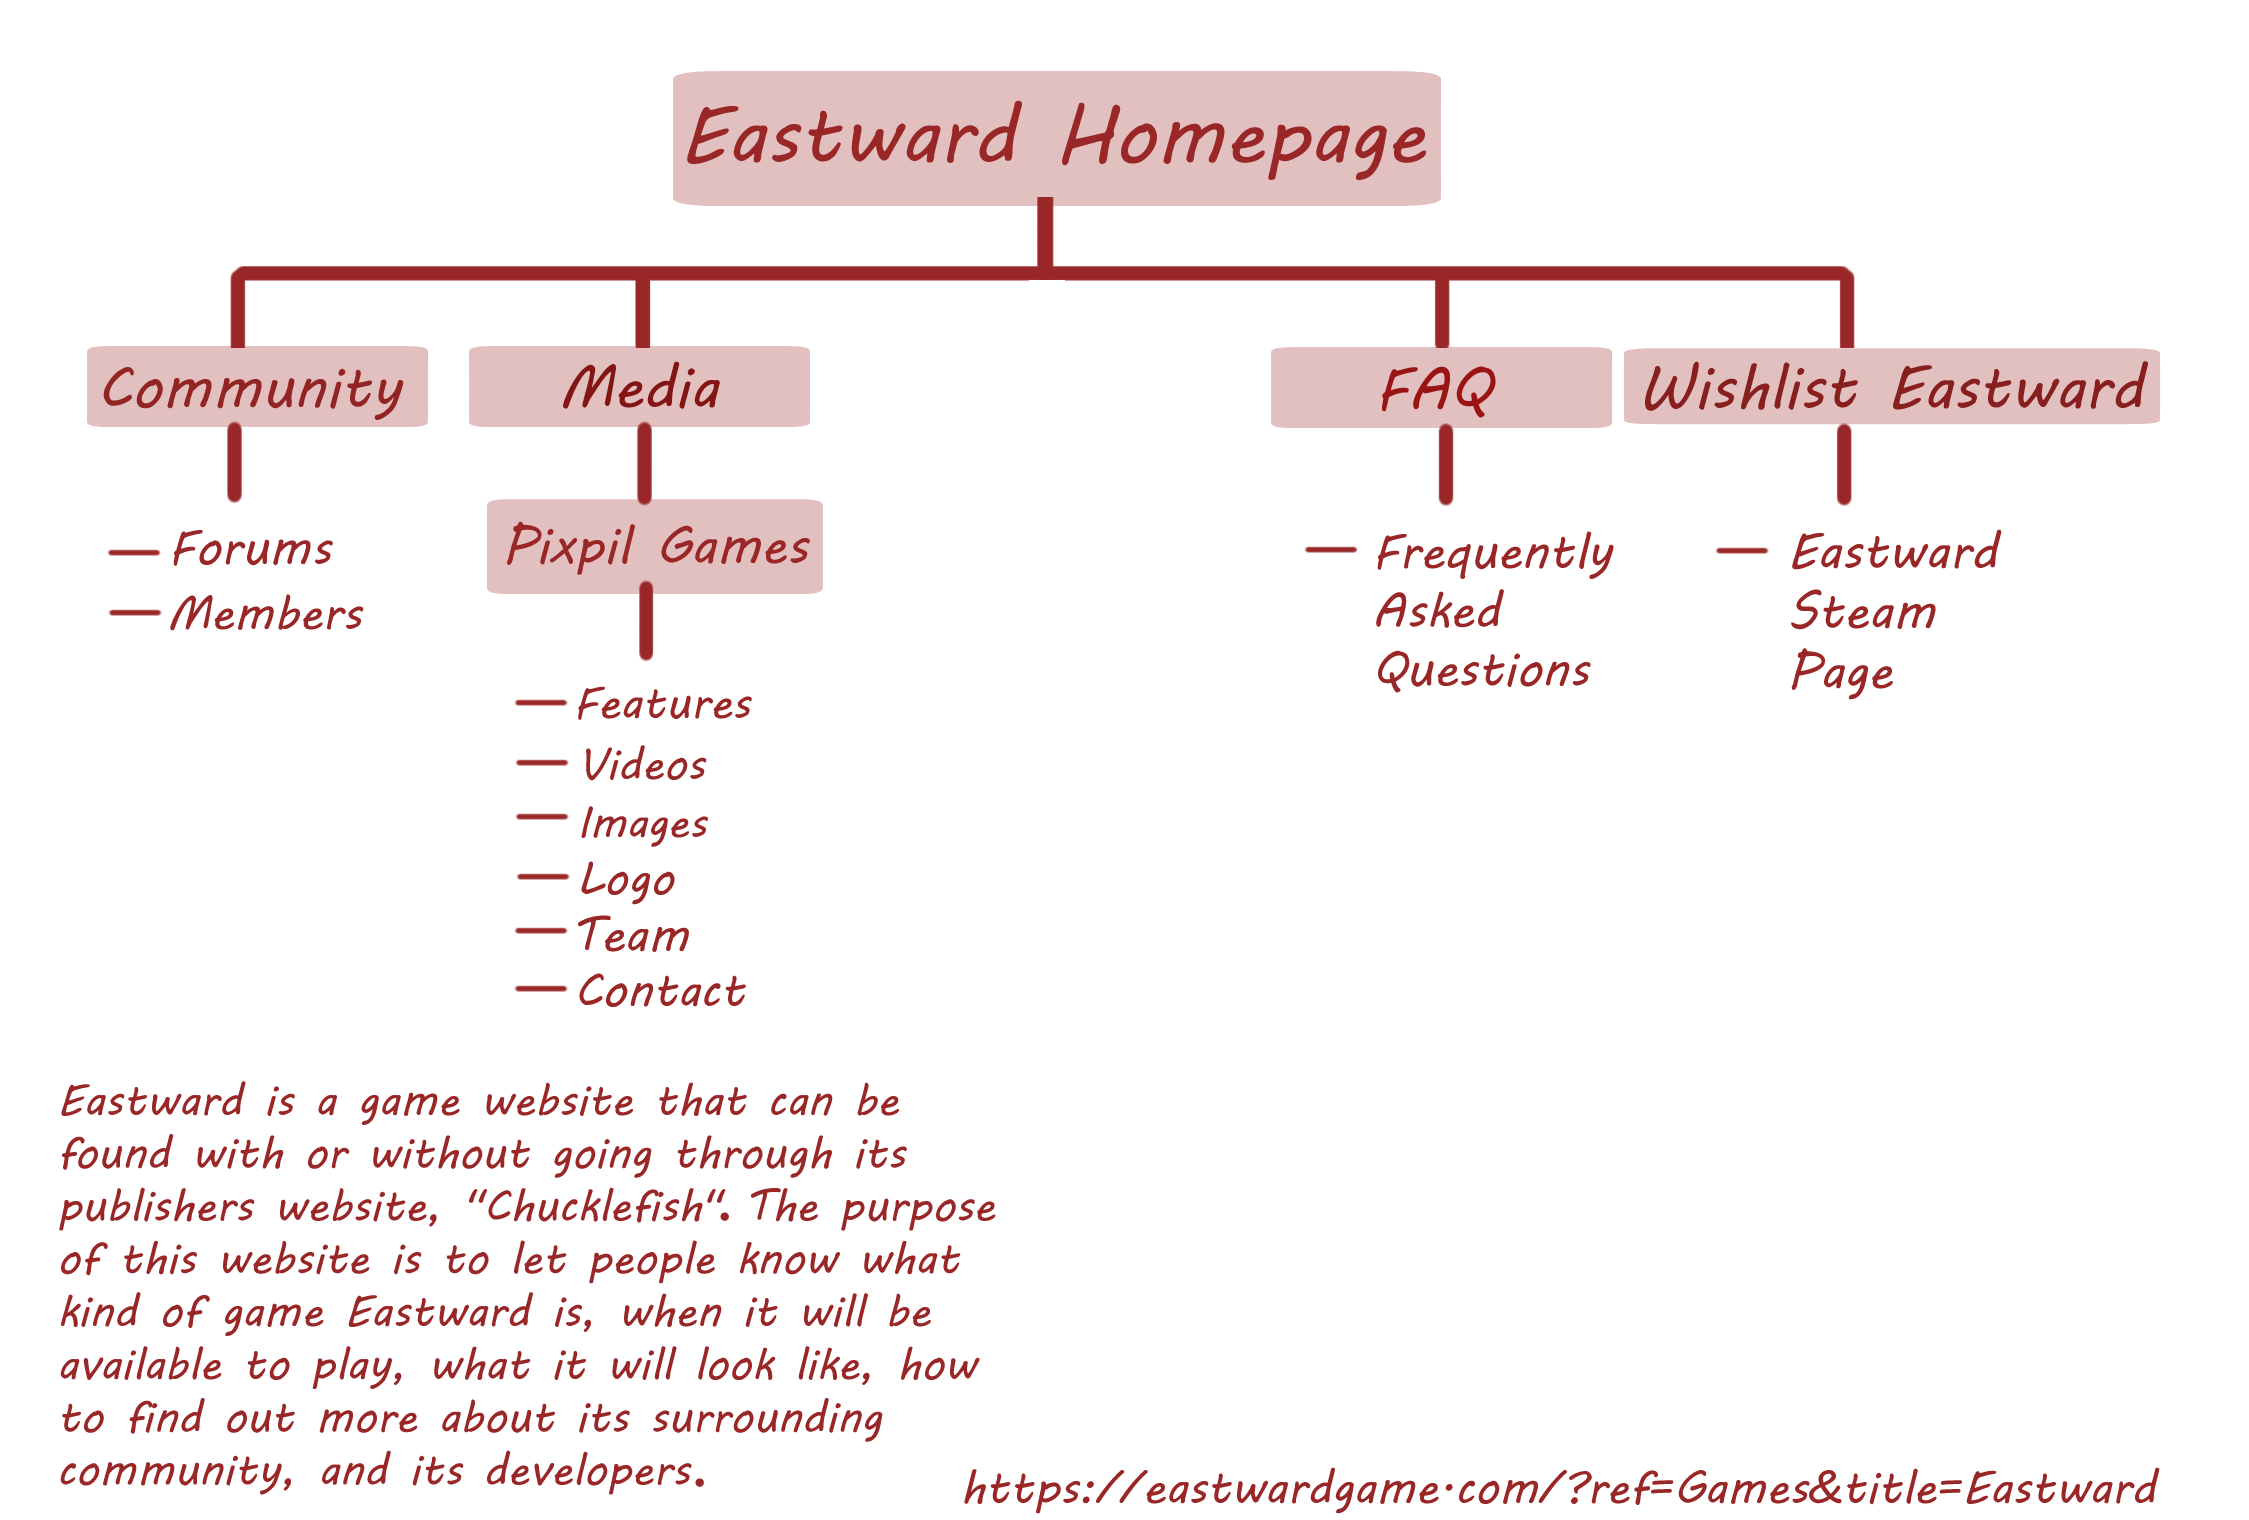 Eastward Homepage
Community
Media
FAQ
Wishlist Eastward
Forums
Members
Pixpil Games
Features
Videos
Images
Logo
Team
Contact
Frequently
Asked
Questions
Eastward
Steam
Page
Eastward is a game website that can be
found with or without going through its
publishers website, “Chucklefish“. The purpose
of this website is to let people know what
kind of game Eastward is, when it will be
available to play, what it will look like, how
to find out more about its surrounding
community, and its developers.
https://eastwardgame.com/?ref=Games&title=Eastward